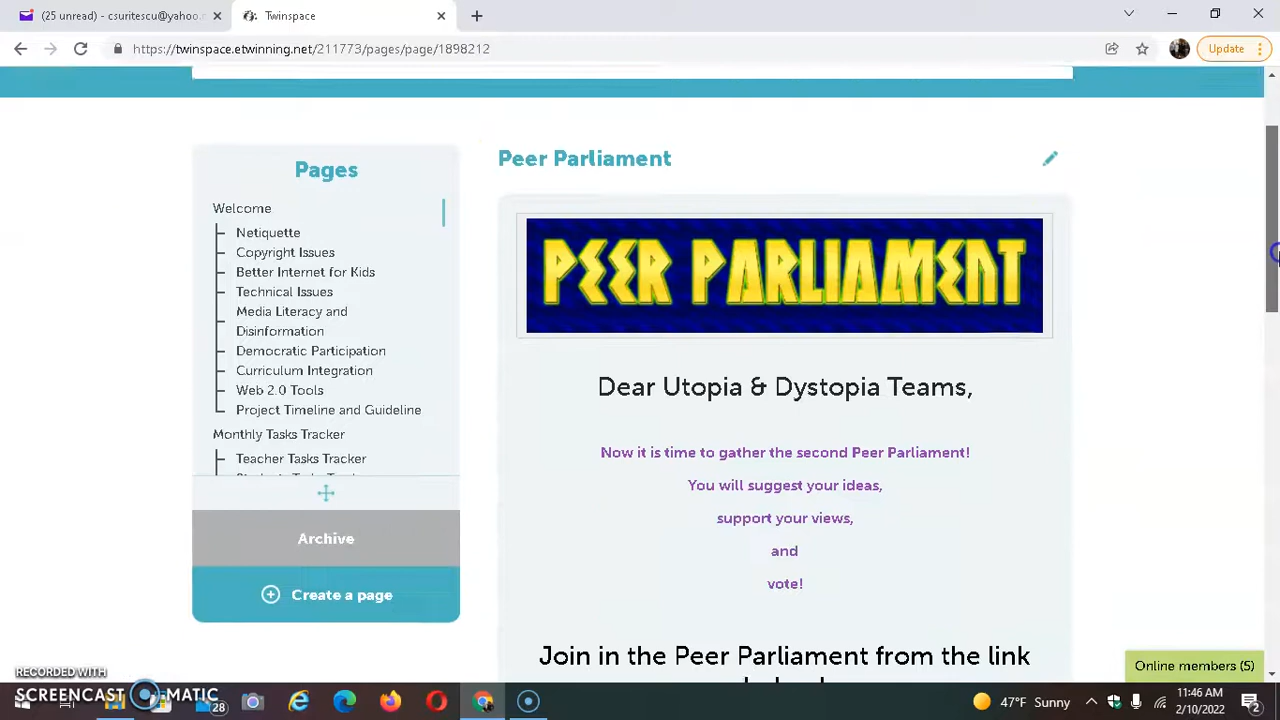 (25 unread) - csuritescu@yahoo.
Twinspace
https://twinspace.etwinning.net/211773/pages/page/1898212
Update
Pages
Welcome
Netiquette
Copyright Issues
Better Internet for Kids
Technical Issues
Media Literacy and
Disinformation
Democratic Participation
Curriculum Integration
Web 2.0 Tools
Project Timeline and Guideline
Monthly Tasks Tracker
Teacher Tasks Tracker
Archive
Create a page
Peer Parliament
PEER PARLIAMENT
Dear Utopia & Dystopia Teams,
Now it is time to gather the second Peer Parliament!
You will suggest your ideas,
support your views,
and
vote!
Join in the Peer Parliament from the link
Online members (5)
RECORDED WITH
SCREENCAST MATIC
28
47°F Sunny
11:46 AM
2/10/2022
2